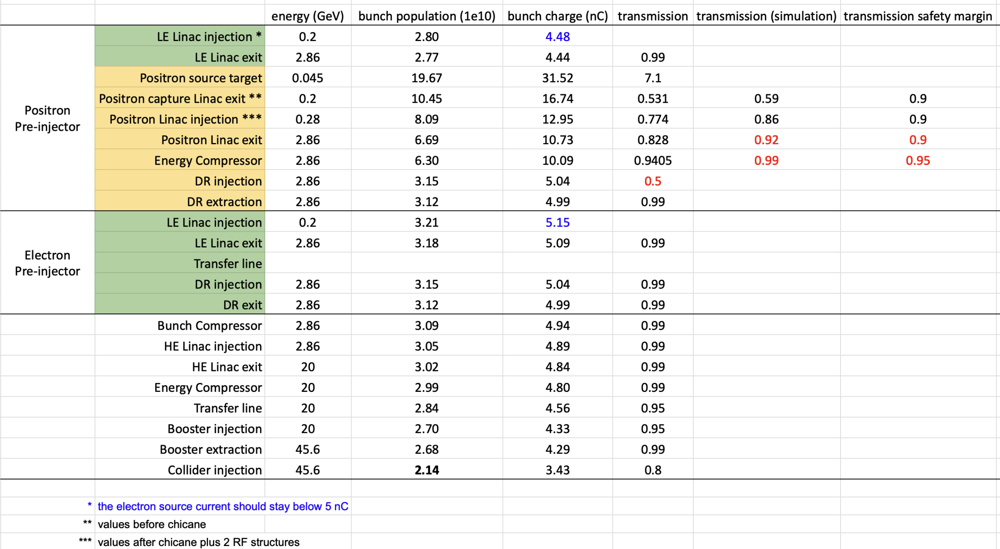 energy (GeV) bunch population (1e10) bunch charge (nC) transmission transmission (simulation) transmission safety margin
Positron
Pre-injector
LE Linac injection * 0.2 2.80 4.48
LE Linac exit 2.86 2.77 4.44 0.99
Positron source target 0.045 19.67 31.52 7.1
Positron capture Linac exit ** 0.2 10.45 16.74 0.531 0.59 0.9
Positron Linac injection *** 0.28 8.09 12.95 0.774 0.86 0.9
Positron Linac exit 2.86 6.69 10.73 0.828 0.92 0.9
Energy Compressor 2.86 6.30 10.09 0.9405 0.99 0.95
DR injection 2.86 3.15 5.04 0.5
DR extraction 2.86 3.12 4.99 0.99
Electron
Pre-injector
LE Linac injection 0.2 3.21 5.15
LE Linac exit 2.86 3.18 5.09 0.99
Transfer line
DR injection 2.86 3.15 5.04 0.99
DR exit 2.86 3.12 4.99 0.99
Bunch Compressor 2.86 3.09 4.94 0.99
HE Linac injection 2.86 3.05 4.89 0.99
HE Linac exit 20 3.02 4.84 0.99
Energy Compressor 20 2.99 4.80 0.99
Transfer line 20 2.84 4.56 0.95
Booster injection 20 2.70 4.33 0.95
Booster extraction 45.6 2.68 4.29 0.99
Collider injection 45.6 2.14 3.43 0.8
* the electron source current should stay below 5 nC
** values before chicane
*** values after chicane plus 2 RF structures